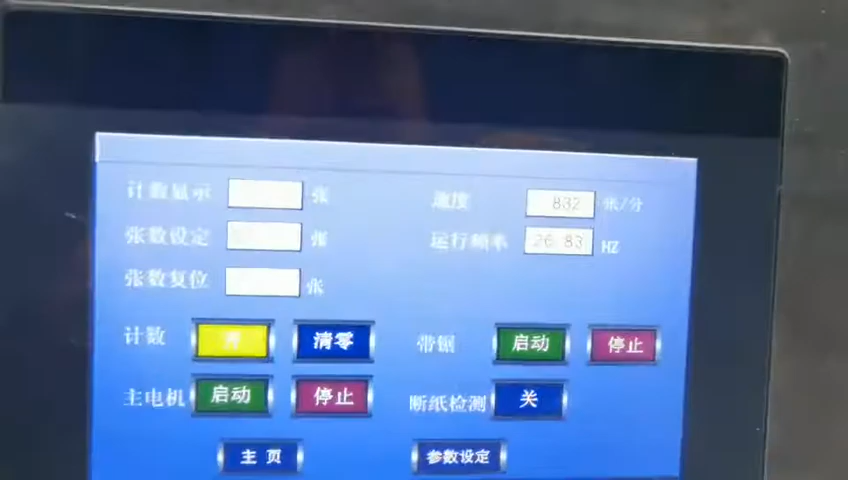 计数显示 张 速度 832 张/分
张数设定 张 运行频率 26.83 HZ
张数复位 张
计数 开 清零 带锯 启动 停止
主电机 启动 停止 断纸检测 关
主页 参数设定